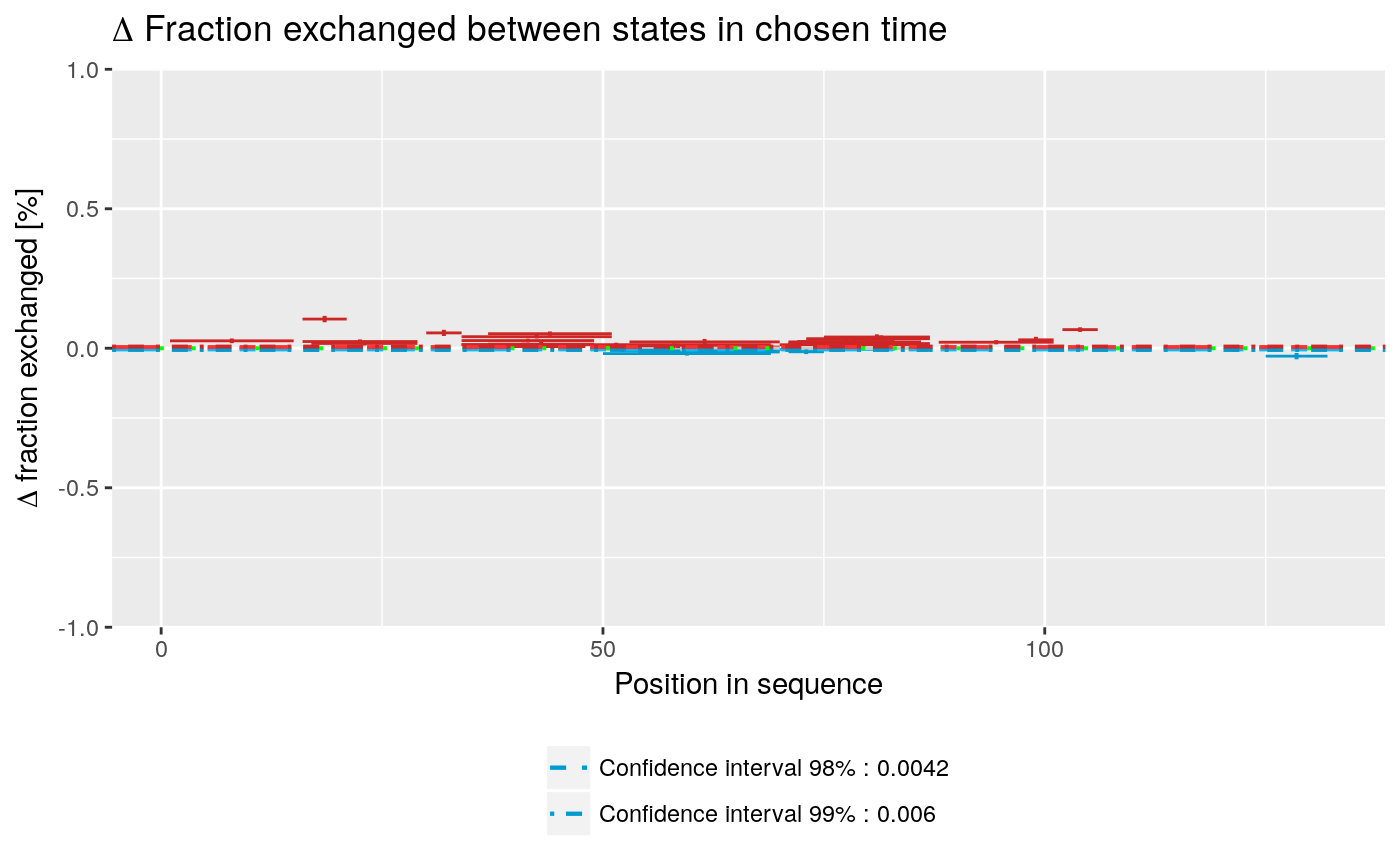 Δ Fraction exchanged between states in chosen time
1.0
0.5
0.0
-0.5
-1.0
Δ fraction exchanged [%]
0 50 100
Position in sequence
Confidence interval 98% : 0.0042
Confidence interval 99% : 0.006